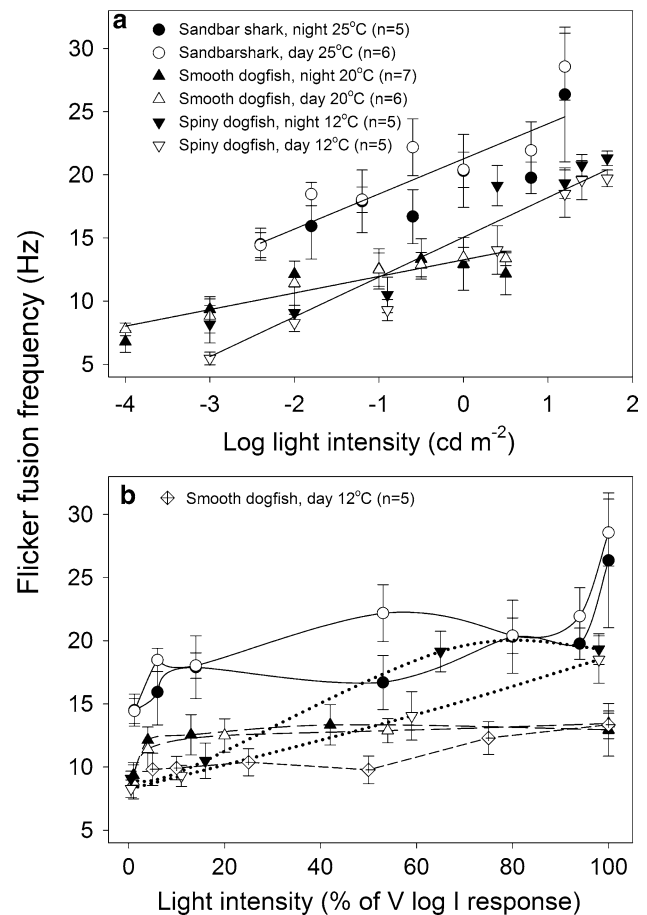 a
Sandbar shark, night 25°C (n=5)
Sandbarshark, day 25°C (n=6)
Smooth dogfish, night 20°C (n=7)
Smooth dogfish, day 20°C (n=6)
Spiny dogfish, night 12°C (n=5)
Spiny dogfish, day 12°C (n=5)
30
25
20
15
10
5
-4 -3 -2 -1 0 1 2
Log light intensity (cd m⁻²)
Flicker fusion frequency (Hz)
b
Smooth dogfish, day 12°C (n=5)
30
25
20
15
10
5
0 20 40 60 80 100
Light intensity (% of V log I response)